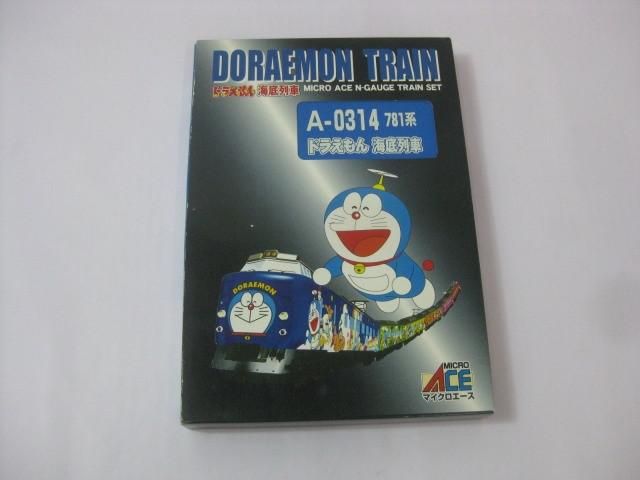 DORAEMON TRAIN
ドラえもん 海底列車 MICRO ACE N-GAUGE TRAIN SET
A-0314 781系
ドラえもん 海底列車
DORAEMON
MICRO
ACE
マイクロエース